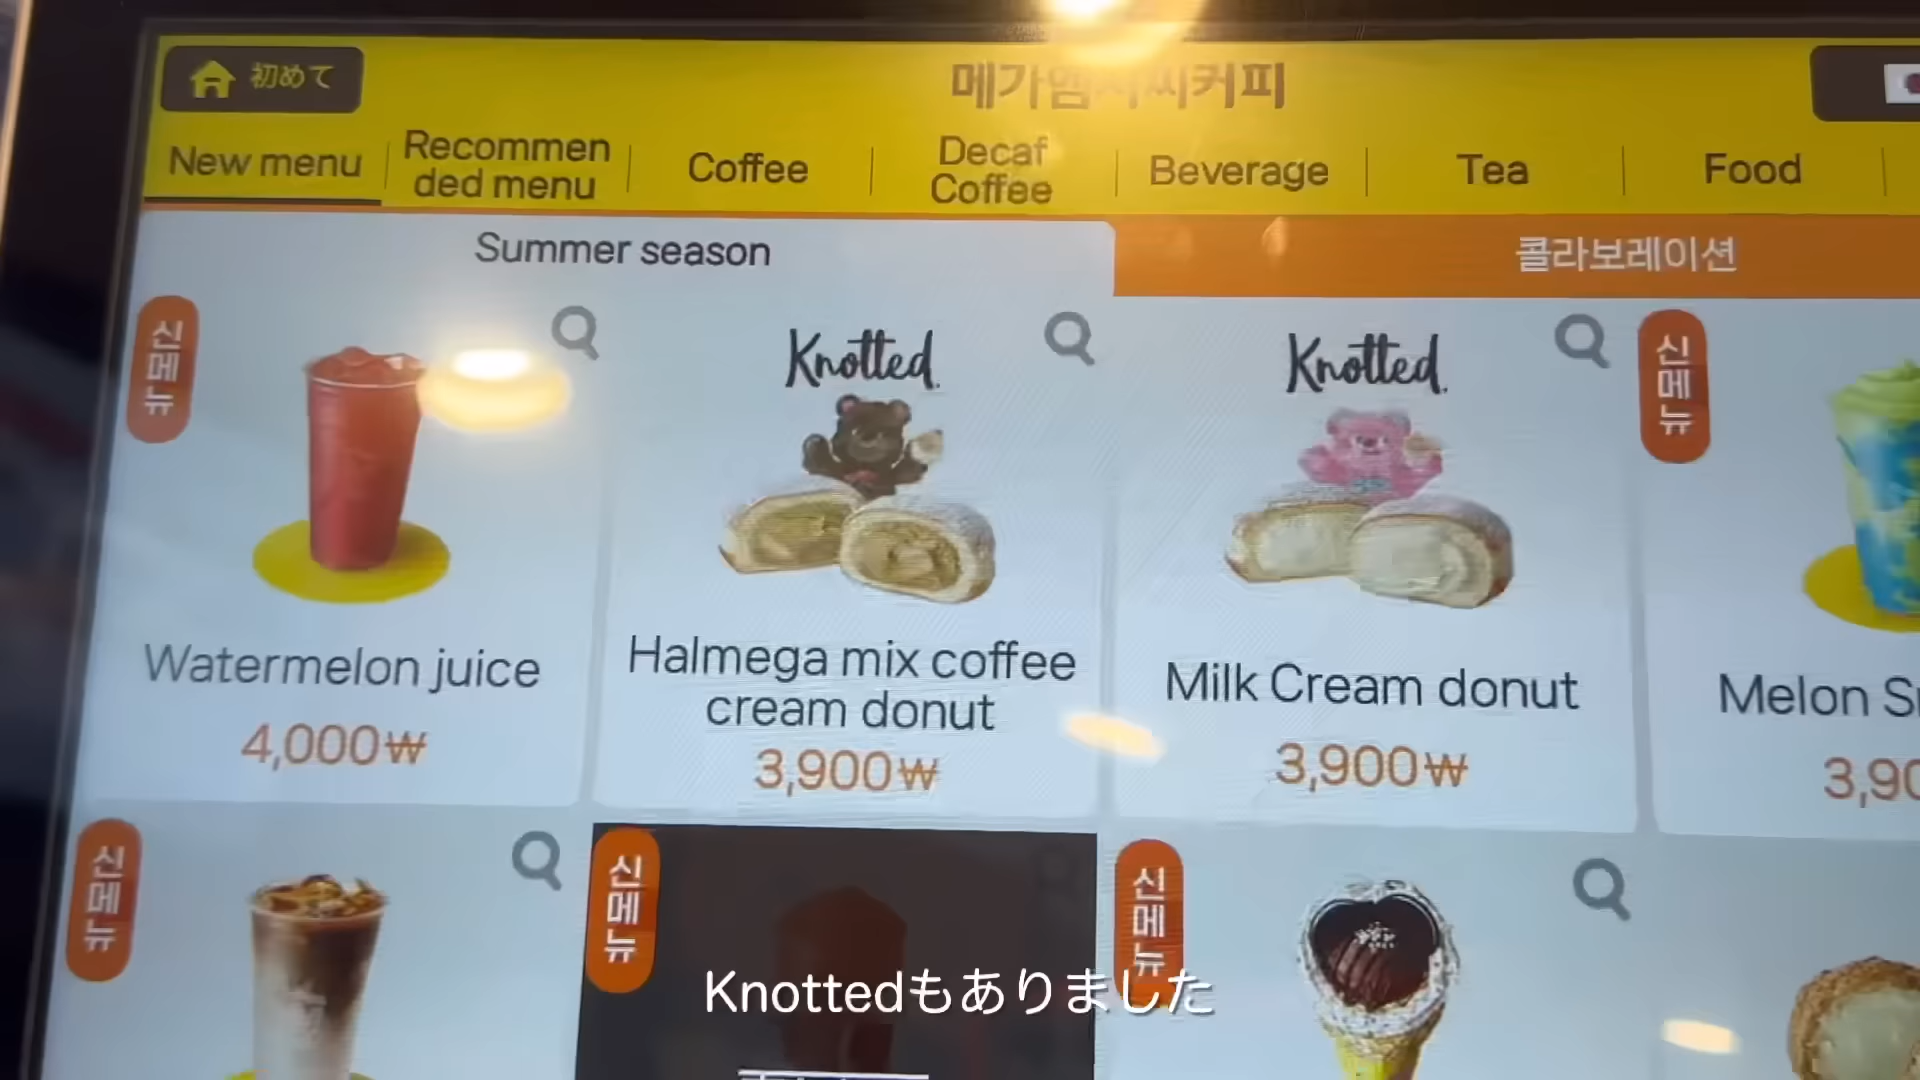 初めて
메가엠지씨커피
New menu
Recommen
ded menu
Coffee
Decaf
Coffee
Beverage
Tea
Food
Summer season
콜라보레이션
신메뉴
Knotted.
Knotted.
신메뉴
Watermelon juice
4,000₩
Halmega mix coffee
cream donut
3,900₩
Milk Cream donut
3,900₩
Melon
3,90
신메뉴
신메뉴
신메뉴
Knottedもありました